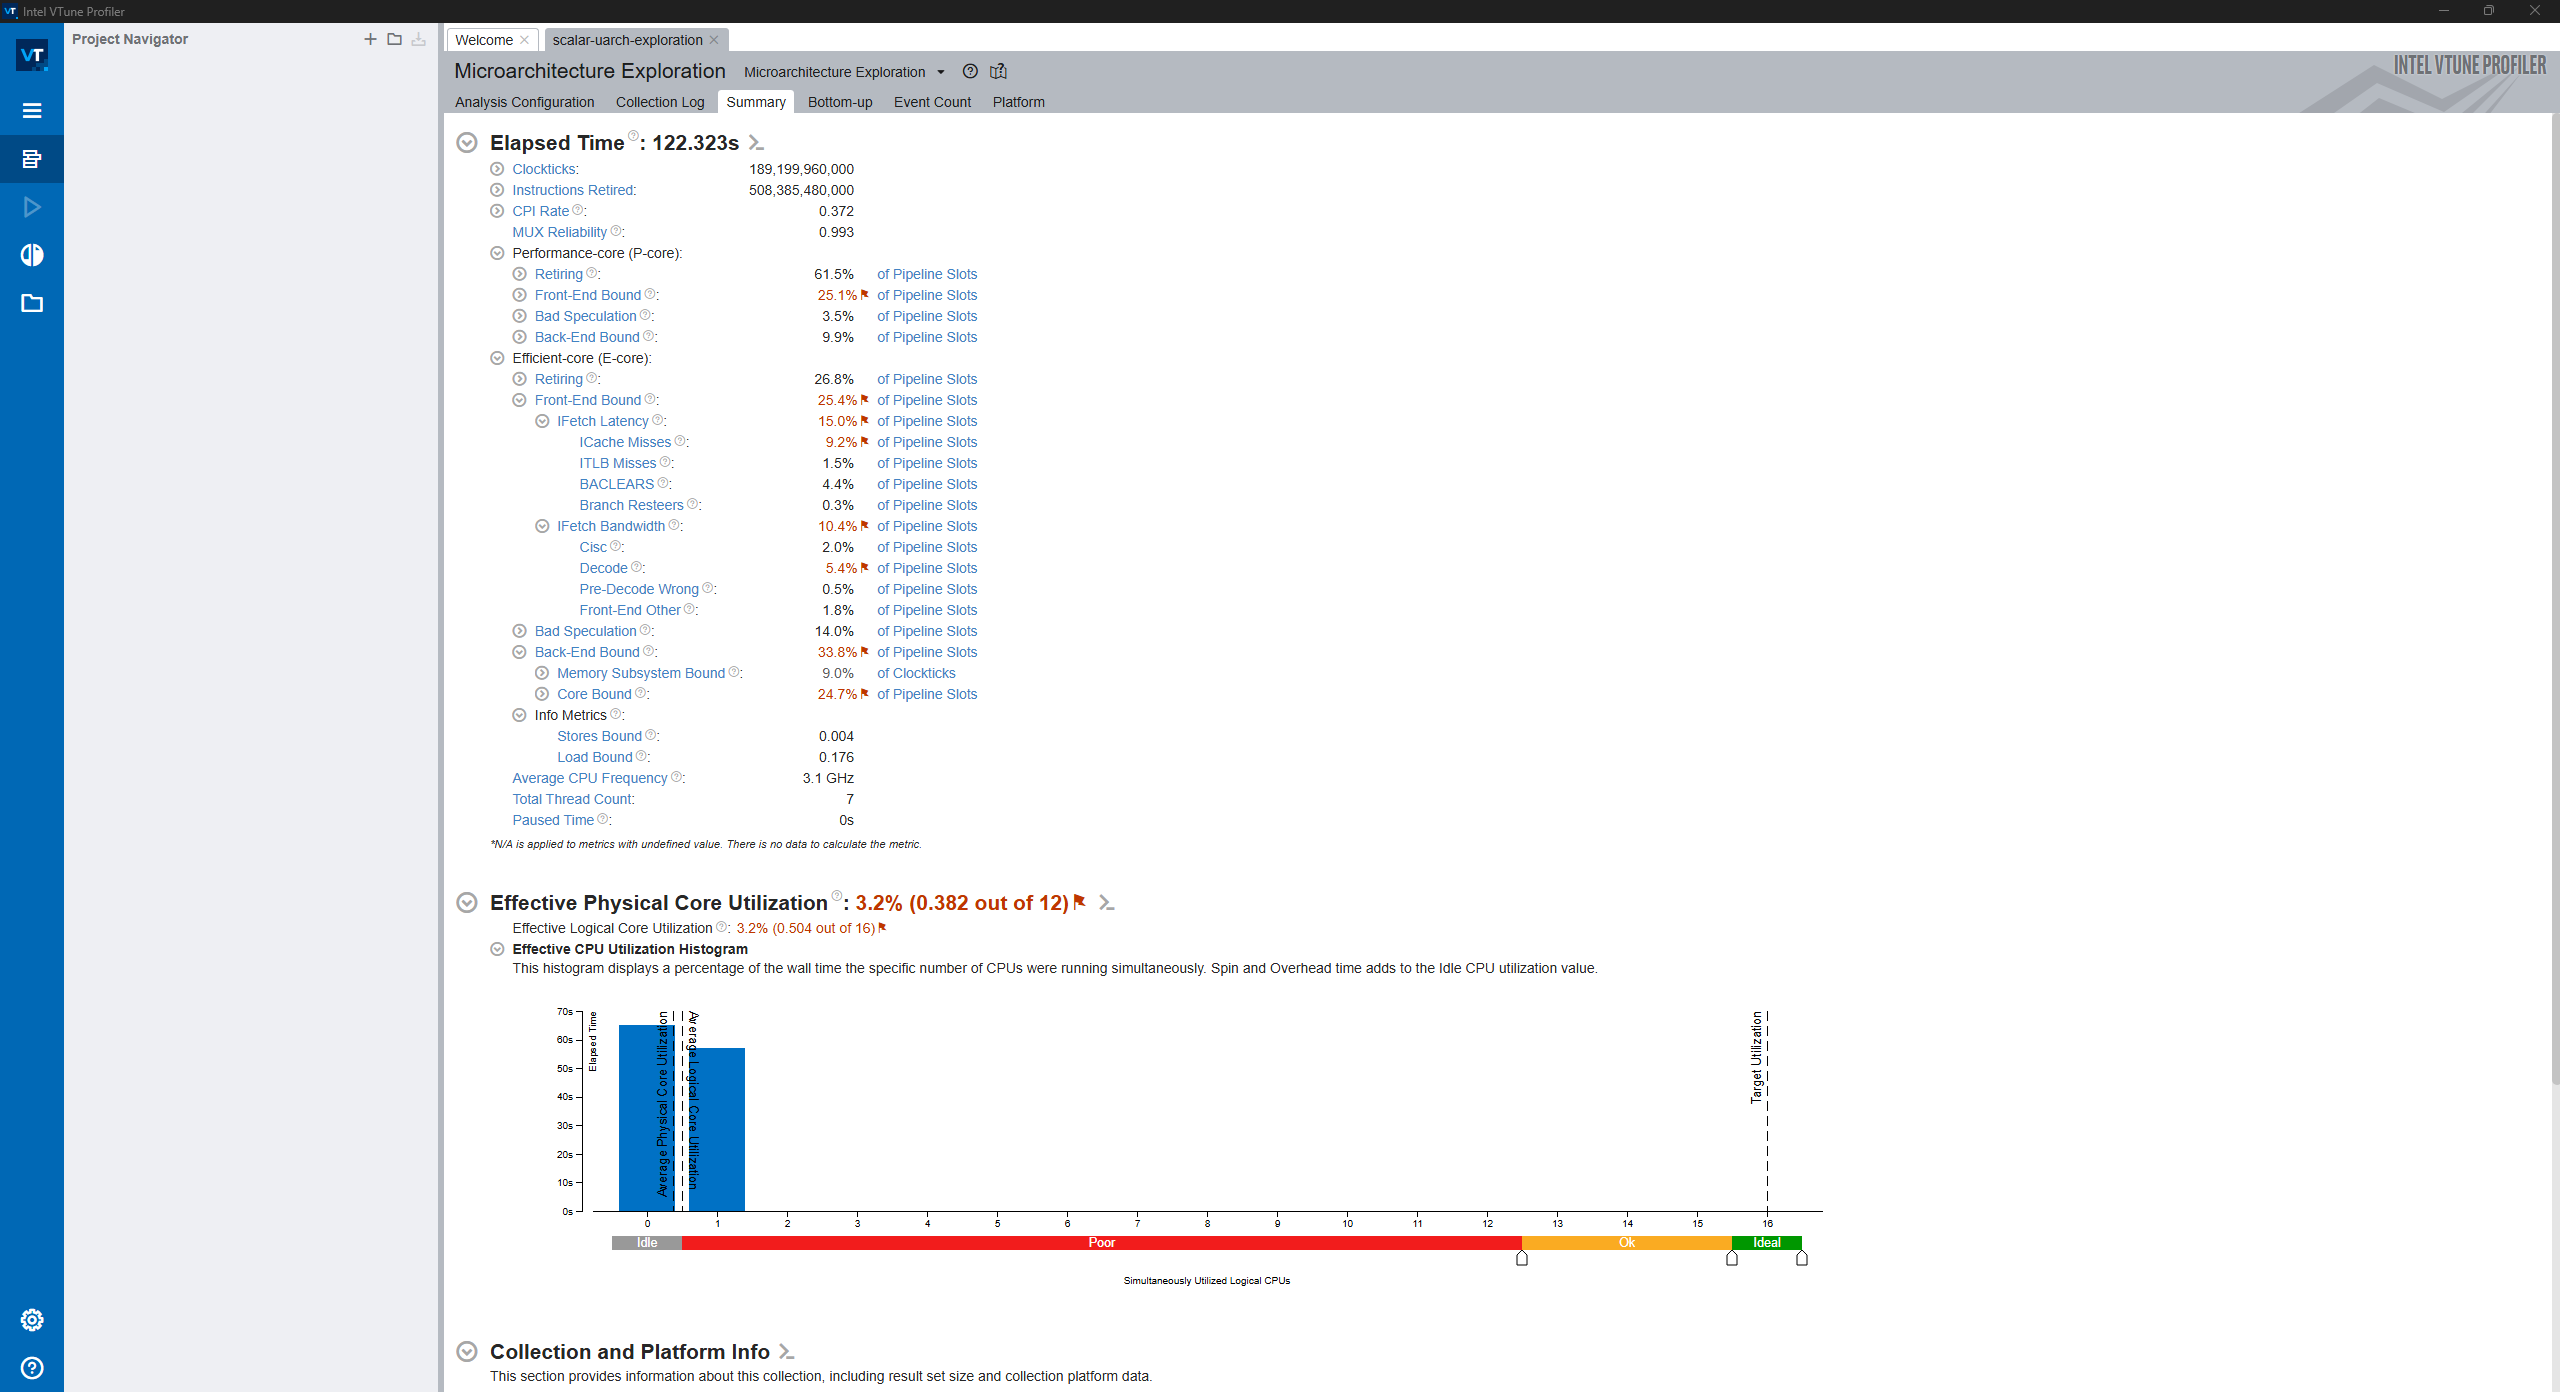 Intel VTune Profiler
Project Navigator
Welcome
scalar-uarch-exploration
Microarchitecture Exploration Microarchitecture Exploration
INTEL VTUNE PROFILER
Analysis Configuration Collection Log Summary Bottom-up Event Count Platform
Elapsed Time: 122.323s
Clockticks: 189,199,960,000
Instructions Retired: 508,385,480,000
CPI Rate: 0.372
MUX Reliability: 0.993
Performance-core (P-core):
Retiring: 61.5% of Pipeline Slots
Front-End Bound: 25.1% of Pipeline Slots
Bad Speculation: 3.5% of Pipeline Slots
Back-End Bound: 9.9% of Pipeline Slots
Efficient-core (E-core):
Retiring: 26.8% of Pipeline Slots
Front-End Bound: 25.4% of Pipeline Slots
IFetch Latency: 15.0% of Pipeline Slots
ICache Misses: 9.2% of Pipeline Slots
ITLB Misses: 1.5% of Pipeline Slots
BACLEARS: 4.4% of Pipeline Slots
Branch Resteers: 0.3% of Pipeline Slots
IFetch Bandwidth: 10.4% of Pipeline Slots
Cisc: 2.0% of Pipeline Slots
Decode: 5.4% of Pipeline Slots
Pre-Decode Wrong: 0.5% of Pipeline Slots
Front-End Other: 1.8% of Pipeline Slots
Bad Speculation: 14.0% of Pipeline Slots
Back-End Bound: 33.8% of Pipeline Slots
Memory Subsystem Bound: 9.0% of Clockticks
Core Bound: 24.7% of Pipeline Slots
Info Metrics:
Stores Bound: 0.004
Load Bound: 0.176
Average CPU Frequency: 3.1 GHz
Total Thread Count: 7
Paused Time: 0s
*N/A is applied to metrics with undefined value. There is no data to calculate the metric.
Effective Physical Core Utilization: 3.2% (0.382 out of 12)
Effective Logical Core Utilization: 3.2% (0.504 out of 16)
Effective CPU Utilization Histogram
This histogram displays a percentage of the wall time the specific number of CPUs were running simultaneously. Spin and Overhead time adds to the Idle CPU utilization value.
70s
60s
50s
40s
30s
20s
10s
0s
Elapsed Time
Average Physical Core Utilization
Average Logical Core Utilization
Target Utilization
0 1 2 3 4 5 6 7 8 9 10 11 12 13 14 15 16
Idle Poor Ok Ideal
Simultaneously Utilized Logical CPUs
Collection and Platform Info
This section provides information about this collection, including result set size and collection platform data.